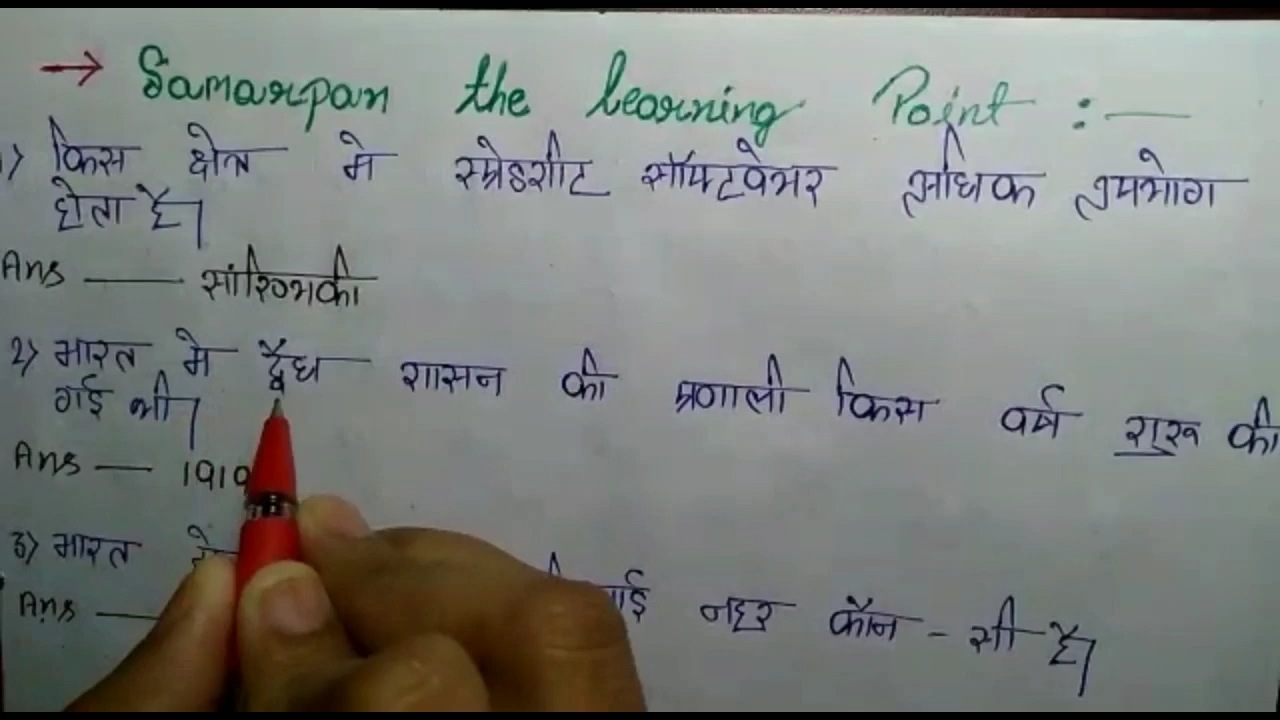 → Samarpan the learning Point :—
1) किस क्षेत्र मे स्प्रेडशीट सॉफ्टवेयर अधिक उपयोग
होता है।
Ans —— सांख्यिकी
2) भारत मे द्वैध शासन की प्रणाली किस वर्ष शुरू की
गई थी।
Ans — 1919
3) भारत नहर कौन - सी है।
Ans ——